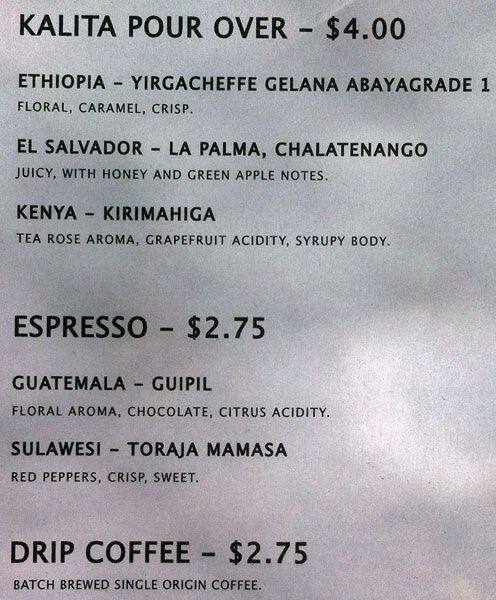 KALITA POUR OVER – $4.00
ETHIOPIA – YIRGACHEFFE GELANA ABAYAGRADE 1
FLORAL, CARAMEL, CRISP.
EL SALVADOR – LA PALMA, CHALATENANGO
JUICY, WITH HONEY AND GREEN APPLE NOTES.
KENYA – KIRIMAHIGA
TEA ROSE AROMA, GRAPEFRUIT ACIDITY, SYRUPY BODY.
ESPRESSO – $2.75
GUATEMALA – GUIPIL
FLORAL AROMA, CHOCOLATE, CITRUS ACIDITY.
SULAWESI – TORAJA MAMASA
RED PEPPERS, CRISP, SWEET.
DRIP COFFEE – $2.75
BATCH BREWED SINGLE ORIGIN COFFEE.